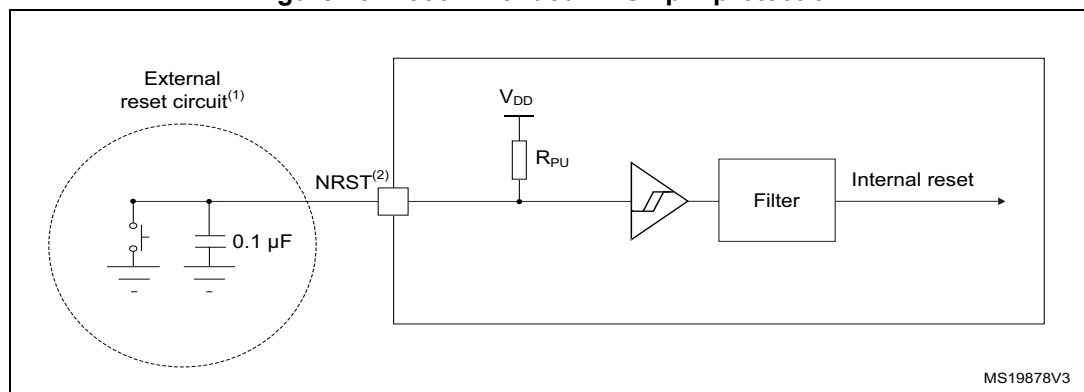 External
reset circuit(1)
VDD
RPU
NRST(2)
Filter
Internal reset
0.1 µF
MS19878V3